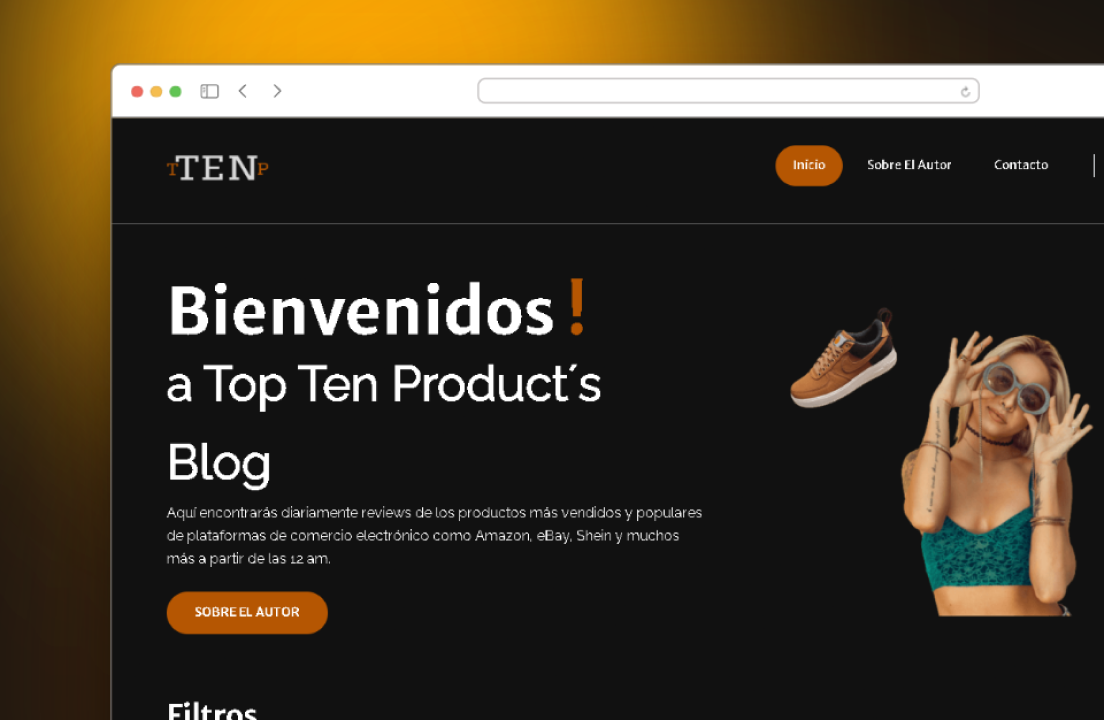 TTENP
Início
Sobre El Autor
Contacto
Bienvenidos!
a Top Ten Product´s
Blog
Aquí encontrarás diariamente reviews de los productos más vendidos y populares
de plataformas de comercio electrónico como Amazon, eBay, Shein y muchos
más a partir de las 12 am.
SOBRE EL AUTOR
Filtros